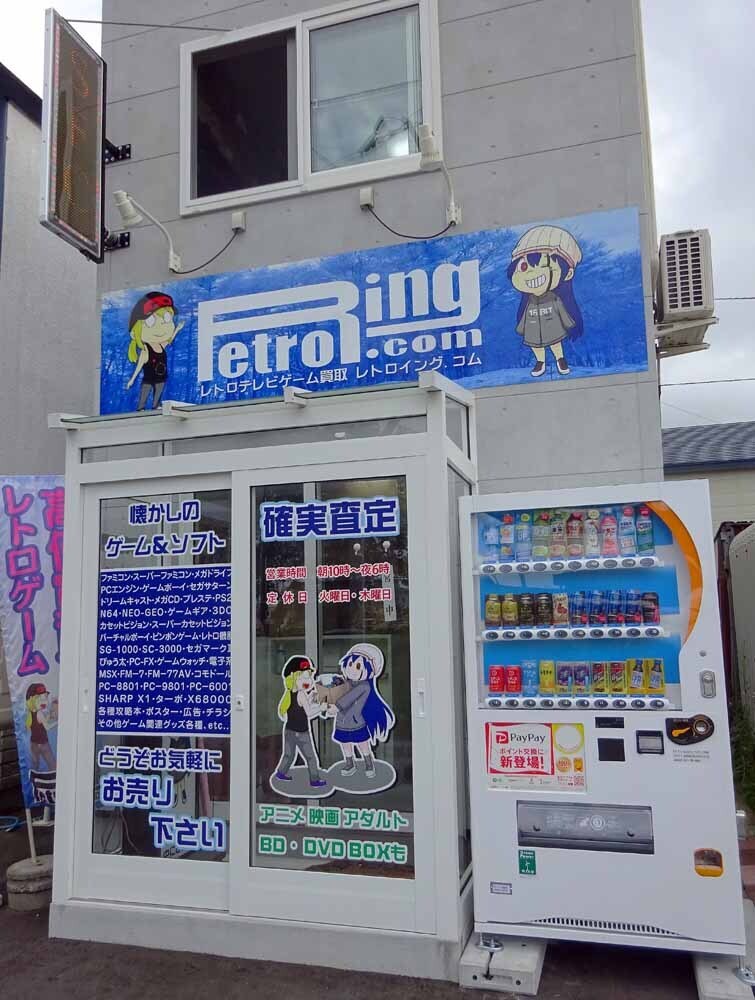 RetroRing
.com
レトロテレビゲーム買取 レトロイング.コム
16BIT
懐かしの
ゲーム&ソフト
ファミコン・スーパーファミコン・メガドライブ
PCエンジン・ゲームボーイ・セガサターン
ドリームキャスト・メガCD・プレステ・PS2
N64・NEO-GEO・ゲームギア・3DO
カセットビジョン・スーパーカセットビジョン
バーチャルボーイ・ピンポンゲーム・レトロ機器
SG-1000・SC-3000・セガマーク
ぴゅう太・PC-FX・ゲームウォッチ・電子
MSX・FM-7・FM-77AV・コモドール
PC-8801・PC-9801・PC-6001
SHARP X1・ターボ・X68000
各種攻略本・ポスター・広告・チラシ
その他ゲーム関連グッズ各種、etc..
どうぞお気軽に
お売り
下さい
確実査定
営業時間 朝10時〜夜6時
定休日 火曜日・木曜日
中
アニメ 映画 アダルト
BD・DVD BOXも
レトロゲーム
PayPay
ポイント交換に
新登場!